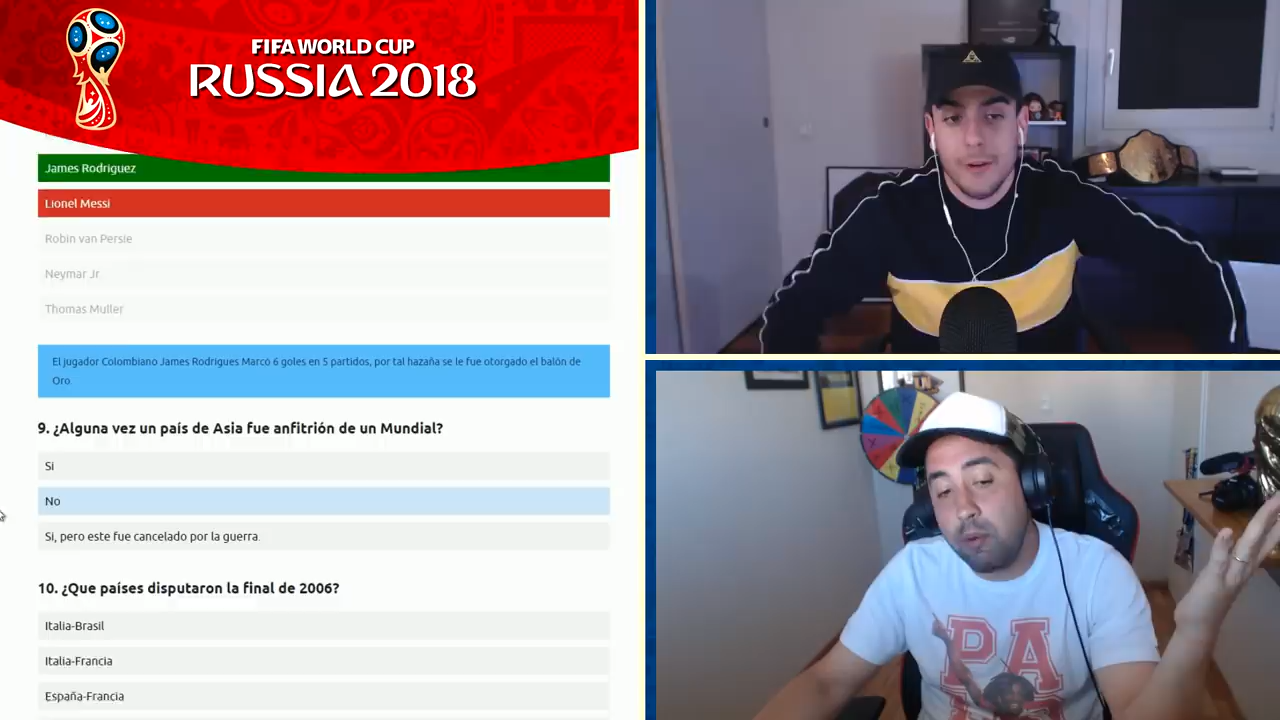 FIFA WORLD CUP
RUSSIA 2018
James Rodriguez
Lionel Messi
Robin van Persie
Neymar Jr
Thomas Muller
El jugador Colombiano James Rodrigues Marcó 6 goles en 5 partidos, por tal hazaña se le fue otorgado el balón de
Oro.
9. ¿Alguna vez un país de Asia fue anfitrión de un Mundial?
Si
No
Si, pero este fue cancelado por la guerra.
10. ¿Que países disputaron la final de 2006?
Italia-Brasil
Italia-Francia
España-Francia
PA